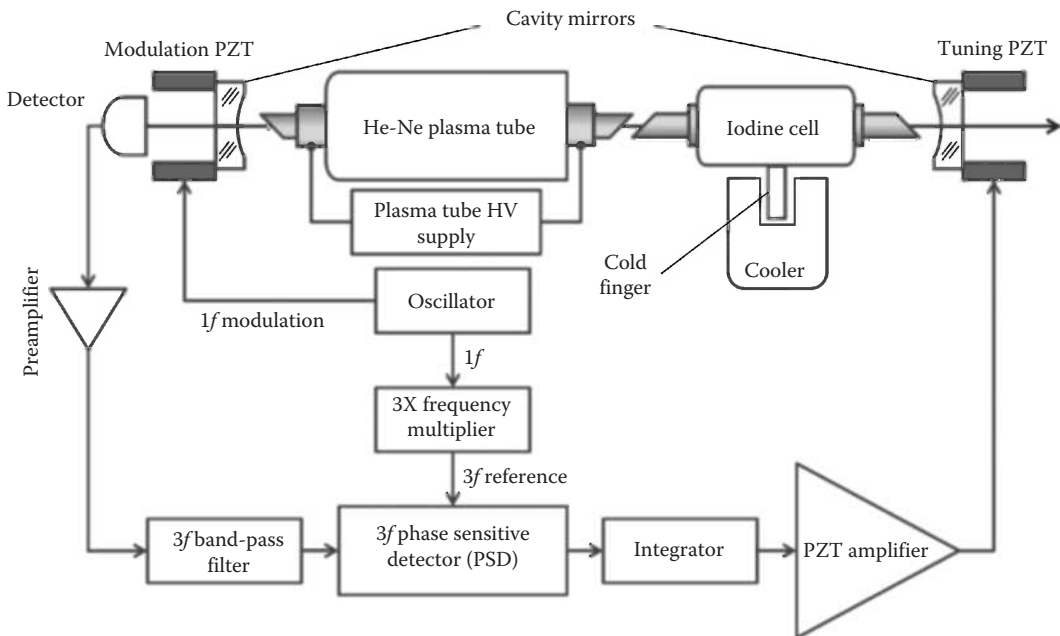 Cavity mirrors
Modulation PZT
Tuning PZT
Detector
He-Ne plasma tube
Iodine cell
Plasma tube HV
supply
Cold
finger
Cooler
Preamplifier
Oscillator
1f modulation
1f
3X frequency
multiplier
3f reference
3f band-pass
filter
3f phase sensitive
detector (PSD)
Integrator
PZT amplifier